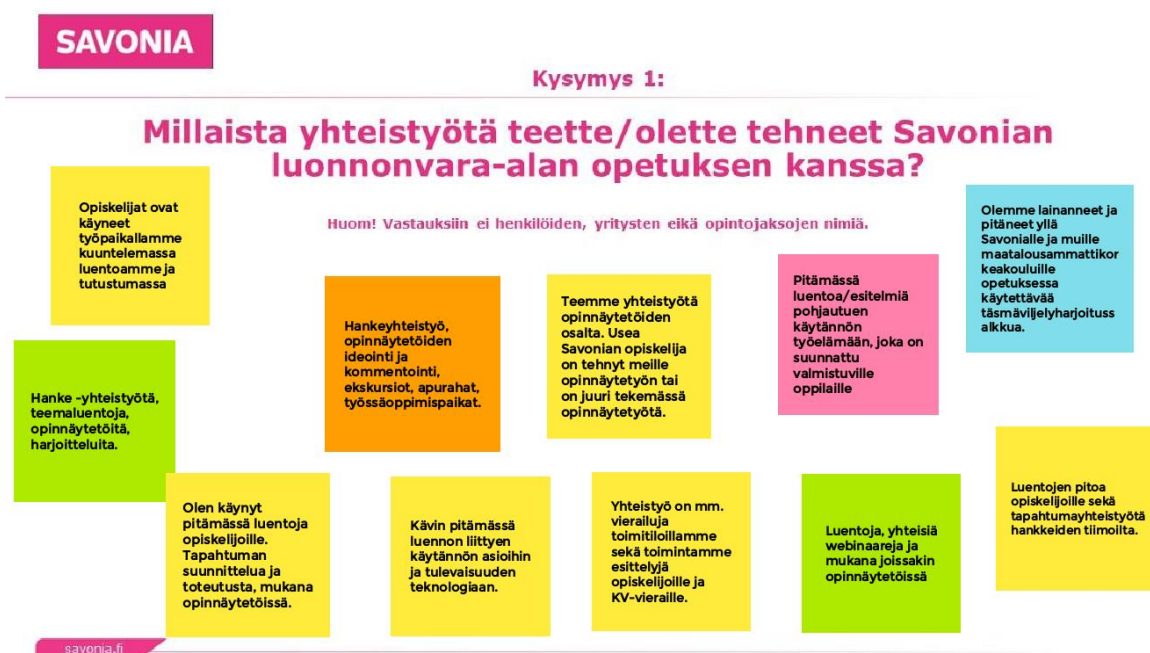 SAVONIA
Kysymys 1:
Millaista yhteistyötä teette/olette tehneet Savonian
luonnonvara-alan opetuksen kanssa?
Huom! Vastauksiin ei henkilöiden, yritysten eikä opintojaksojen nimiä.
Opiskelijat ovat
käyneet
työpaikallamme
kuuntelemassa
luentoamme ja
tutustumassa
Olemme lainanneet ja
pitäneet yllä
Savonialle ja muille
maatalousammattikor
keakouluille
opetuksessa
käytettävää
täsmäviljelyharjoituss
alkkua.
Hankeyhteistyö,
opinnäytetöiden
ideointi ja
kommentointi,
ekskursiot, apurahat,
työssäoppimispaikat.
Teemme yhteistyötä
opinnäytetöiden
osalta. Usea
Savonian opiskelija
on tehnyt meille
opinnäytetyön tai
on juuri tekemässä
opinnäytetyötä.
Pitämässä
luentoa/esitelmiä
pohjautuen
käytännön
työelämään, joka on
suunnattu
valmistuville
oppilaille
Hanke -yhteistyötä,
teemaluentoja,
opinnäytetöitä,
harjoitteluita.
Olen käynyt
pitämässä luentoja
opiskelijoille.
Tapahtuman
suunnittelua ja
toteutusta, mukana
opinnäytetöissä.
Kävin pitämässä
luennon liittyen
käytännön asioihin
ja tulevaisuuden
teknologiaan.
Yhteistyö on mm.
vierailuja
toimitiloillamme
sekä toimintamme
esittelyjä
opiskelijoille ja
KV-vieraille.
Luentoja, yhteisiä
webinaareja ja
mukana joissakin
opinnäytetöissä
Luentojen pitoa
opiskelijoille sekä
tapahtumayhteistyötä
hankkeiden tiimoilta.
savonia.fi